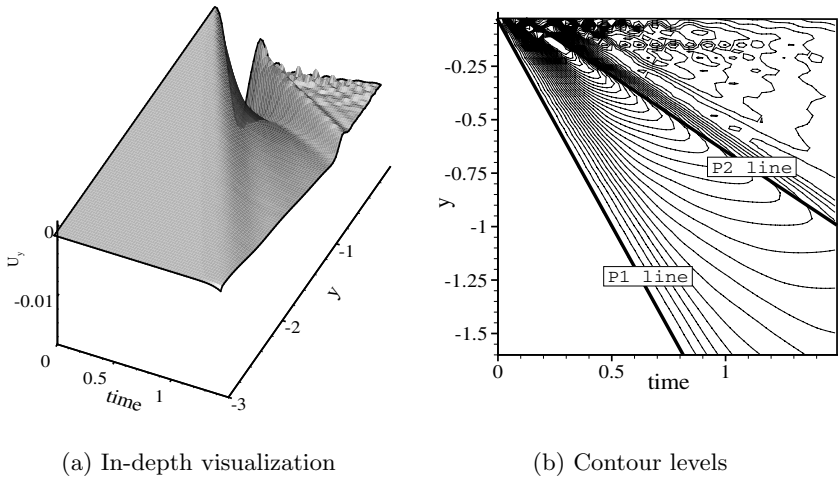 0
U_y
-0.01
0
0.5
1
time
-3
-2
-1
y
-0.25
-0.5
-0.75
-1
-1.25
-1.5
y
P2 line
P1 line
0
0.5
1
time
(a) In-depth visualization
(b) Contour levels